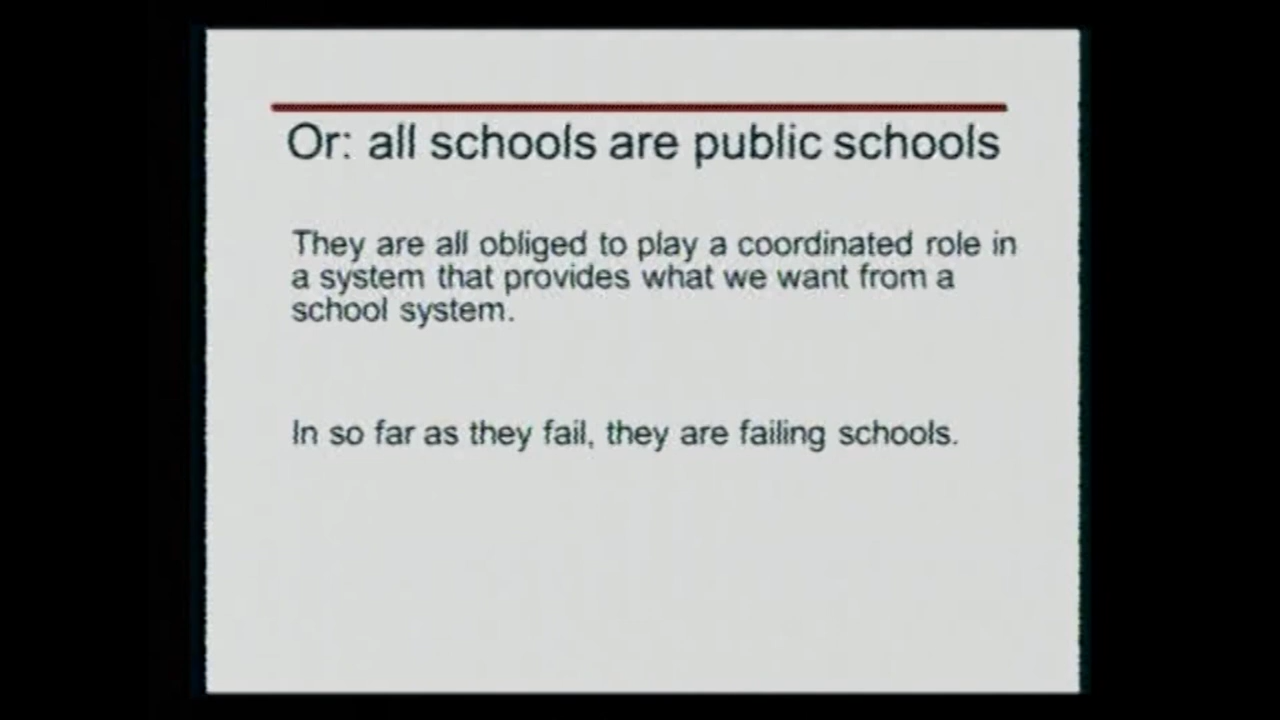 Or: all schools are public schools
They are all obliged to play a coordinated role in
a system that provides what we want from a
school system.
In so far as they fail, they are failing schools.